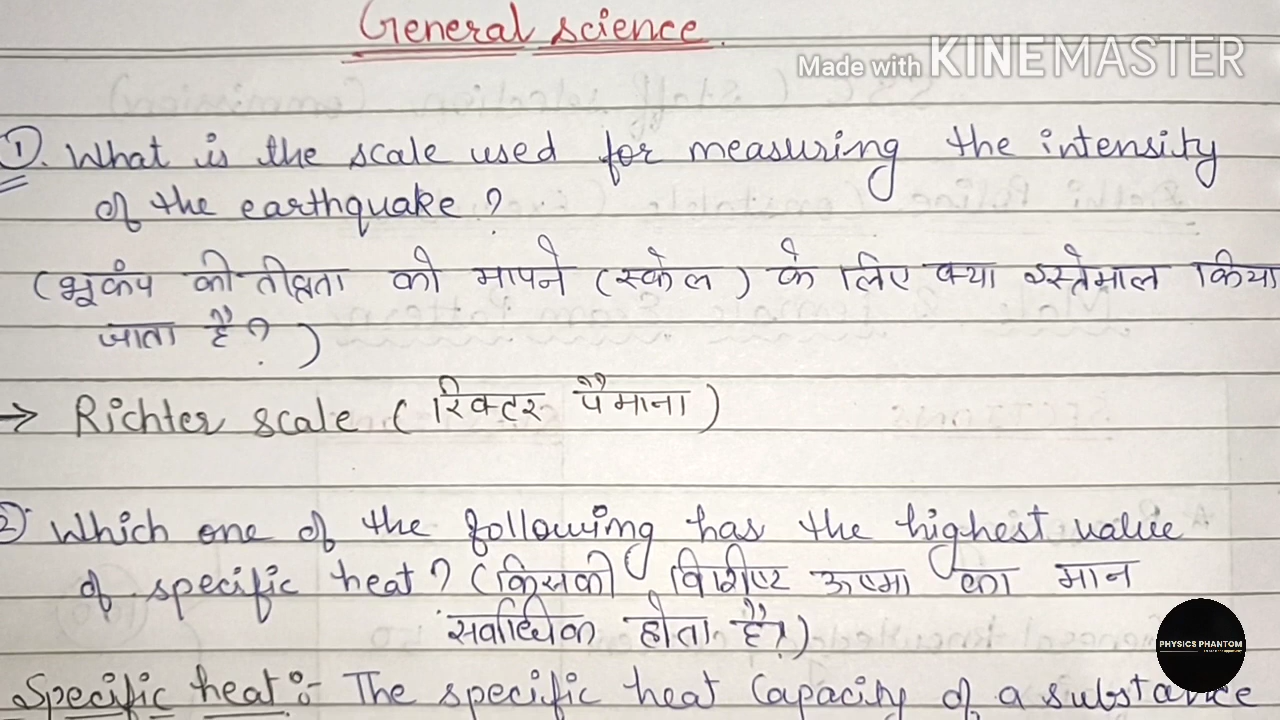 General science.
Made with KINEMASTER
①. What is the scale used for measuring the intensity
of the earthquake ?
(भूकंप की तीव्रता को मापने (स्केल) के लिए क्या इस्तेमाल किया
जाता है ? )
→ Richter scale ( रिक्टर पैमाना )
② Which one of the following has the highest value
of specific heat ? (किसकी विशिष्ट ऊष्मा का मान
सर्वाधिक होता है?)
PHYSICS PHANTOM
Specific heat :- The specific heat capacity of a substance